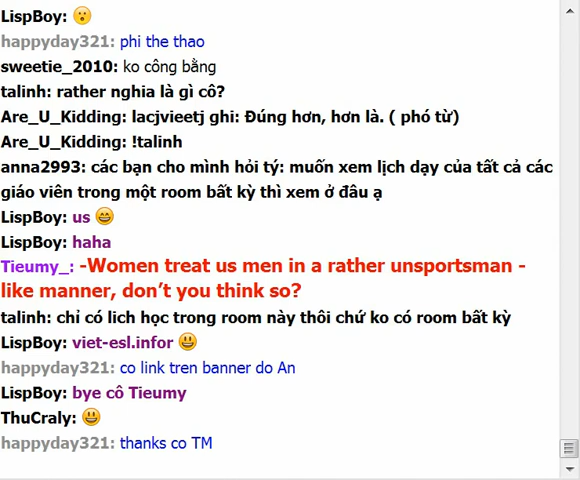 LispBoy:
happyday321: phi the thao
sweetie_2010: ko công bằng
talinh: rather nghia là gì cô?
Are_U_Kidding: lacjvieetj ghi: Đúng hơn, hơn là. ( phó từ)
Are_U_Kidding: !talinh
anna2993: các bạn cho mình hỏi tý: muốn xem lịch dạy của tất cả các
giáo viên trong một room bất kỳ thì xem ở đâu ạ
LispBoy: us
LispBoy: haha
Tieumy_: -Women treat us men in a rather unsportsman -
like manner, don't you think so?
talinh: chỉ có lich học trong room này thôi chứ ko có room bất kỳ
LispBoy: viet-esl.infor
happyday321: co link tren banner do An
LispBoy: bye cô Tieumy
ThuCraly:
happyday321: thanks co TM